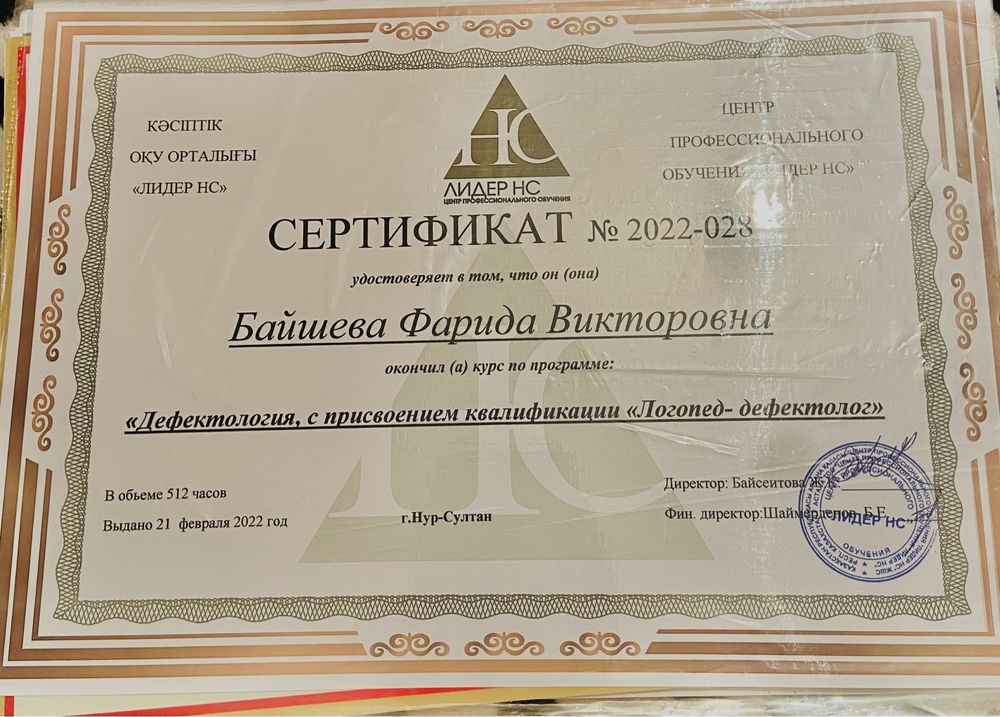 КӘСІПТІК
ОҚУ ОРТАЛЫҒЫ
«ЛИДЕР НС»
НС
ЛИДЕР НС
ЦЕНТР ПРОФЕССИОНАЛЬНОГО ОБУЧЕНИЯ
ЦЕНТР
ПРОФЕССИОНАЛЬНОГО
ОБУЧЕНИЯ «ЛИДЕР НС»
СЕРТИФИКАТ № 2022-028
удостоверяет в том, что он (она)
Байшева Фарида Викторовна
окончил (а) курс по программе:
«Дефектология, с присвоением квалификации «Логопед- дефектолог»
В обьеме 512 часов
Выдано 21 февраля 2022 год
г.Нур-Султан
Директор: Байсеитова
Фин. директор:Шаймерденов Б.Е.
"ЛИДЕР НС"
ОБУЧЕНИЯ